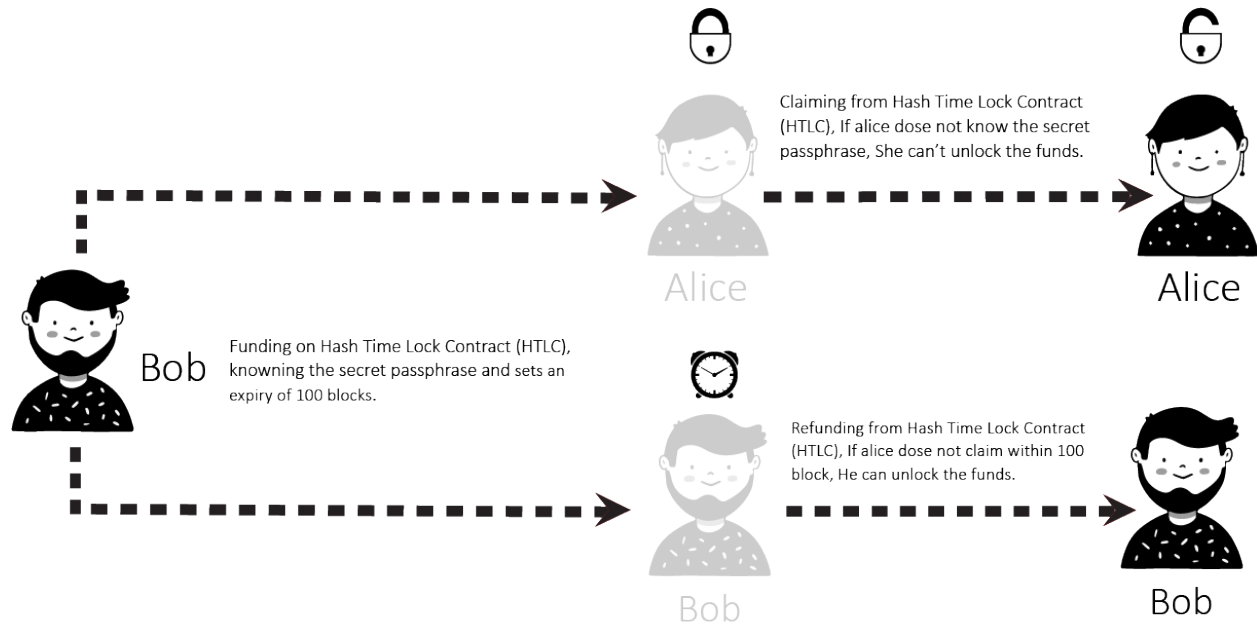 Claiming from Hash Time Lock Contract
(HTLC), If alice dose not know the secret
passphrase, She can't unlock the funds.
Alice
Alice
Bob
Funding on Hash Time Lock Contract (HTLC),
knowning the secret passphrase and sets an
expiry of 100 blocks.
Refunding from Hash Time Lock Contract
(HTLC), If alice dose not claim within 100
block, He can unlock the funds.
Bob
Bob